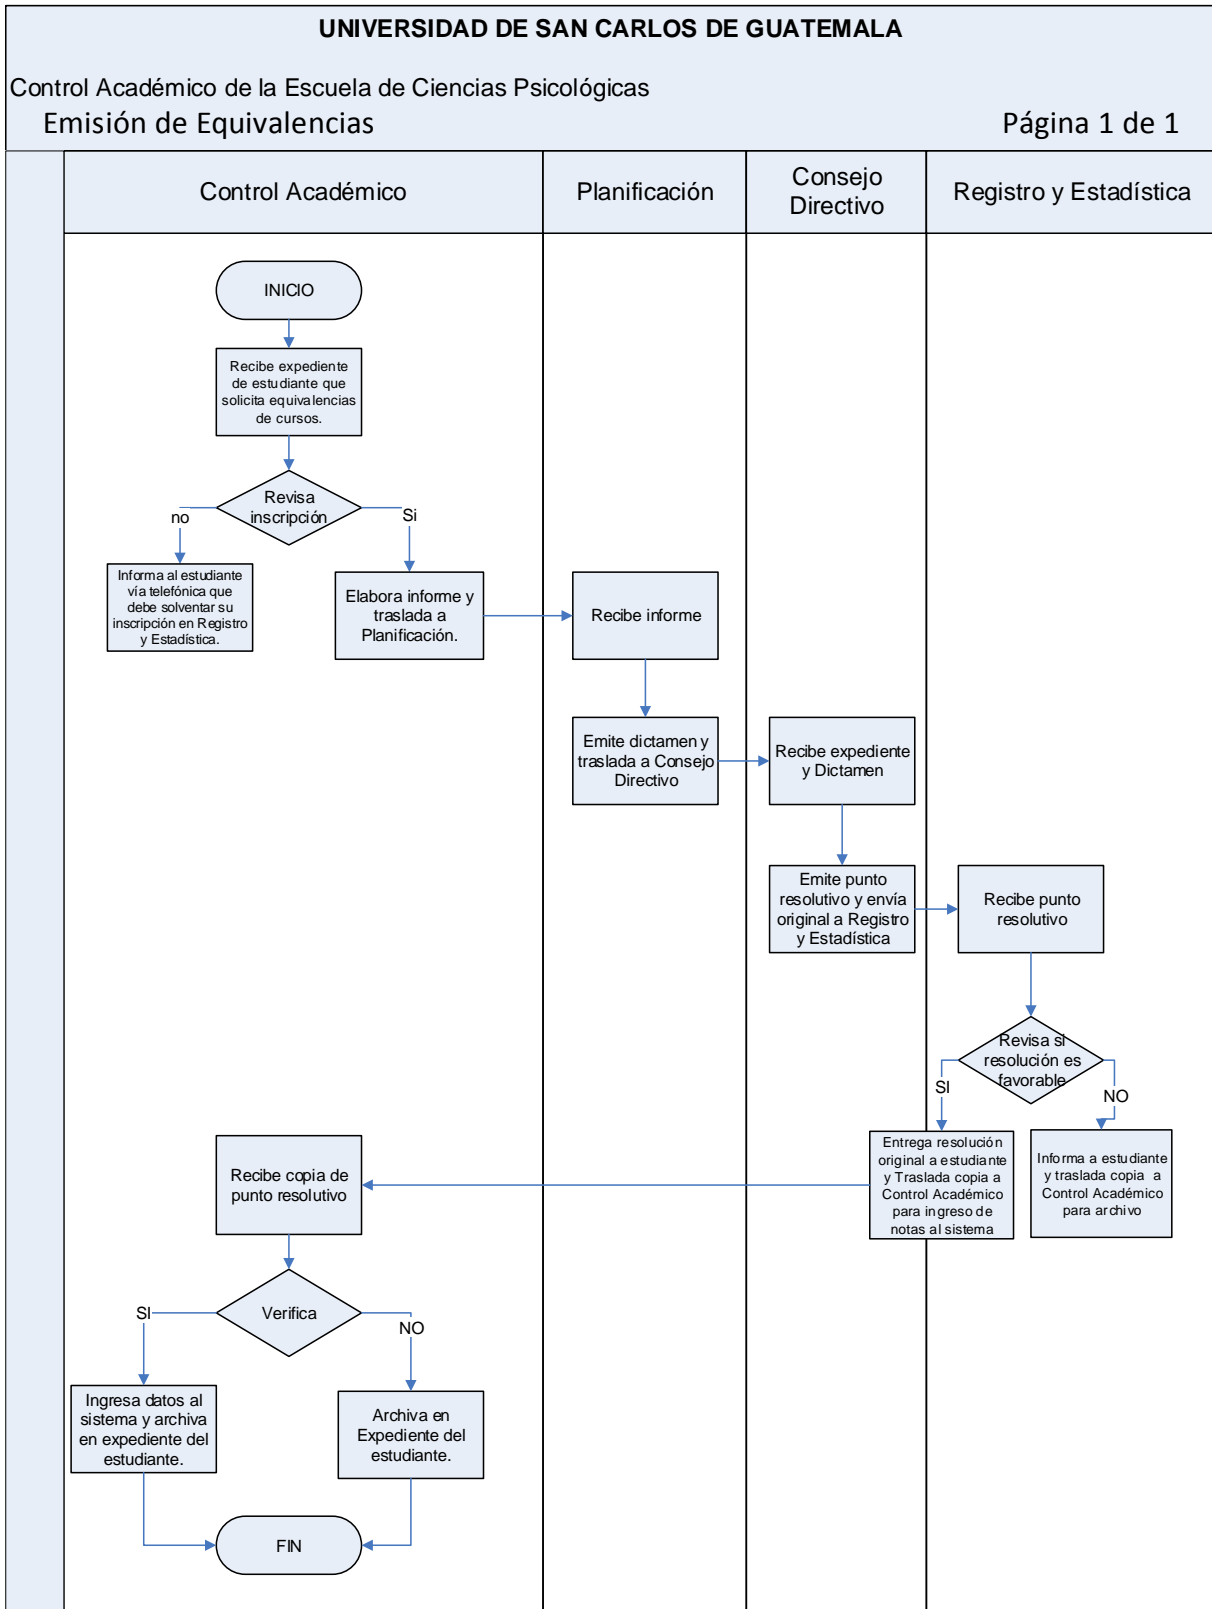 UNIVERSIDAD DE SAN CARLOS DE GUATEMALA
Control Académico de la Escuela de Ciencias Psicológicas
Emisión de Equivalencias
Página 1 de 1
Control Académico
Planificación
Consejo
Directivo
Registro y Estadística
INICIO
Recibe expediente
de estudiante que
solicita equivalencias
de cursos.
Revisa
inscripción
no
Si
Informa al estudiante
vía telefónica que
debe solventar su
inscripción en Registro
y Estadística.
Elabora informe y
traslada a
Planificación.
Recibe informe
Emite dictamen y
traslada a Consejo
Directivo
Recibe expediente
y Dictamen
Emite punto
resolutivo y envía
original a Registro
y Estadística
Recibe punto
resolutivo
Revisa si
resolución es
favorable
SI
NO
Entrega resolución
original a estudiante
y Traslada copia a
Control Académico
para ingreso de
notas al sistema
Informa a estudiante
y traslada copia a
Control Académico
para archivo
Recibe copia de
punto resolutivo
Verifica
SI
NO
Ingresa datos al
sistema y archiva
en expediente del
estudiante.
Archiva en
Expediente del
estudiante.
FIN